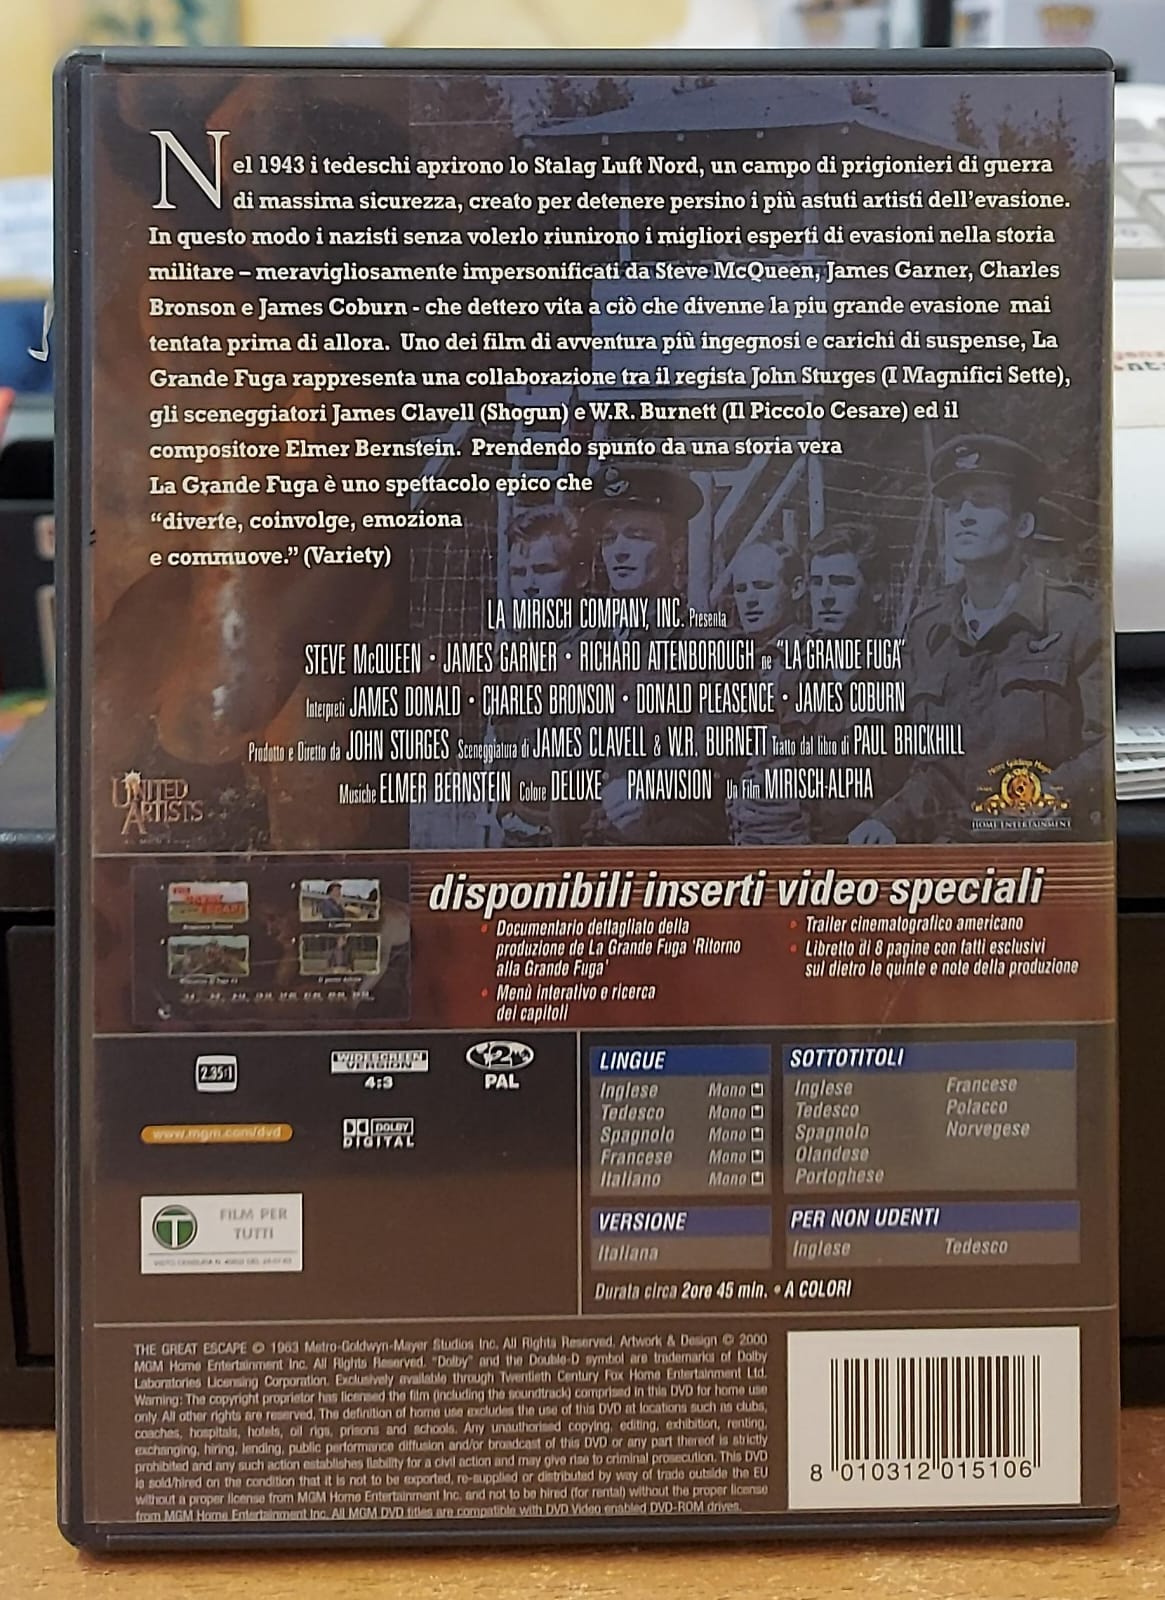 Nel 1943 i tedeschi aprirono lo Stalag Luft Nord, un campo di prigionieri di guerra
di massima sicurezza, creato per detenere persino i più astuti artisti dell'evasione.
In questo modo i nazisti senza volerlo riunirono i migliori esperti di evasioni nella storia
militare – meravigliosamente impersonificati da Steve McQueen, James Garner, Charles
Bronson e James Coburn - che dettero vita a ciò che divenne la piu grande evasione mai
tentata prima di allora. Uno dei film di avventura più ingegnosi e carichi di suspense, La
Grande Fuga rappresenta una collaborazione tra il regista John Sturges (I Magnifici Sette),
gli sceneggiatori James Clavell (Shogun) e W.R. Burnett (Il Piccolo Cesare) ed il
compositore Elmer Bernstein. Prendendo spunto da una storia vera
La Grande Fuga è uno spettacolo epico che
“diverte, coinvolge, emoziona
e commuove.” (Variety)
LA MIRISCH COMPANY, INC. Presenta
STEVE McQUEEN • JAMES GARNER • RICHARD ATTENBOROUGH ne “LA GRANDE FUGA”
Interpreti JAMES DONALD • CHARLES BRONSON • DONALD PLEASENCE • JAMES COBURN
Prodotto e Diretto da JOHN STURGES Sceneggiatura di JAMES CLAVELL & W.R. BURNETT Tratto dal libro di PAUL BRICKHILL
Musiche ELMER BERNSTEIN Colore DELUXE PANAVISION Un Film MIRISCH-ALPHA
UNITED
ARTISTS
HOME ENTERTAINMENT
disponibili inserti video speciali
• Documentario dettagliato della
produzione de La Grande Fuga 'Ritorno
alla Grande Fuga'
• Menù interativo e ricerca
dei capitoli
• Trailer cinematografico americano
• Libretto di 8 pagine con fatti esclusivi
sul dietro le quinte e note della produzione
2.35:1
WIDESCREEN
VERSION
4:3
2
PAL
www.mgm.com/dvd
DOLBY
DIGITAL
T
FILM PER
TUTTI
LINGUE
Inglese Mono
Tedesco Mono
Spagnolo Mono
Francese Mono
Italiano Mono
SOTTOTITOLI
Inglese Francese
Tedesco Polacco
Spagnolo Norvegese
Olandese
Portoghese
VERSIONE
Italiana
PER NON UDENTI
Inglese Tedesco
Durata circa 2ore 45 min. • A COLORI
THE GREAT ESCAPE © 1963 Metro-Goldwyn-Mayer Studios Inc. All Rights Reserved. Artwork & Design © 2000
MGM Home Entertainment Inc. All Rights Reserved. "Dolby" and the Double-D symbol are trademarks of Dolby
Laboratories Licensing Corporation. Exclusively available through Twentieth Century Fox Home Entertainment Ltd.
Warning: The copyright proprietor has licensed the film (including the soundtrack) comprised in this DVD for home use
only. All other rights are reserved. The definition of home use excludes the use of this DVD at locations such as clubs,
coaches, hospitals, hotels, oil rigs, prisons and schools. Any unauthorised copying, editing, exhibition, renting,
exchanging, hiring, lending, public performance diffusion and/or broadcast of this DVD or any part thereof is strictly
prohibited and any such action establishes liability for a civil action and may give rise to criminal prosecution. This DVD
is sold/hired on the condition that it is not to be exported, re-supplied or distributed by way of trade outside the EU
without a proper license from MGM Home Entertainment Inc. and not to be hired (for rental) without the proper license
from MGM Home Entertainment Inc. All MGM DVD titles are compatible with DVD Video enabled DVD-ROM drives.
8 010312 015106